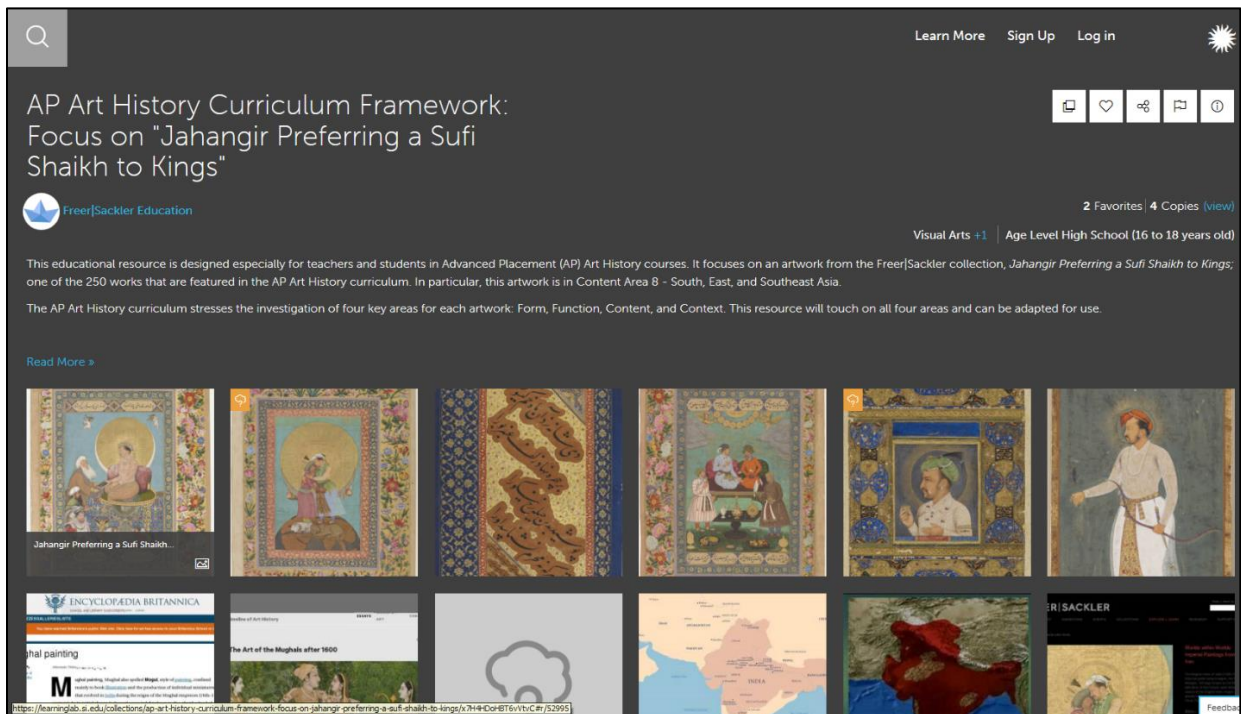 Learn More Sign Up Log in
AP Art History Curriculum Framework:
Focus on "Jahangir Preferring a Sufi
Shaikh to Kings"
Freer|Sackler Education
2 Favorites | 4 Copies (view)
Visual Arts +1 | Age Level High School (16 to 18 years old)
This educational resource is designed especially for teachers and students in Advanced Placement (AP) Art History courses. It focuses on an artwork from the Freer|Sackler collection, Jahangir Preferring a Sufi Shaikh to Kings;
one of the 250 works that are featured in the AP Art History curriculum. In particular, this artwork is in Content Area 8 - South, East, and Southeast Asia.
The AP Art History curriculum stresses the investigation of four key areas for each artwork: Form, Function, Content, and Context. This resource will touch on all four areas and can be adapted for use.
Read More »
Jahangir Preferring a Sufi Shaikh...
ENCYCLOPÆDIA BRITANNICA
ghal painting
The Art of the Mughals after 1600
INDIA
ER|SACKLER
https://learninglab.si.edu/collections/ap-art-history-curriculum-framework-focus-on-jahangir-preferring-a-sufi-shaikh-to-kings/x7H4HDoH8T6vVtvC#r/52995
Feedbac